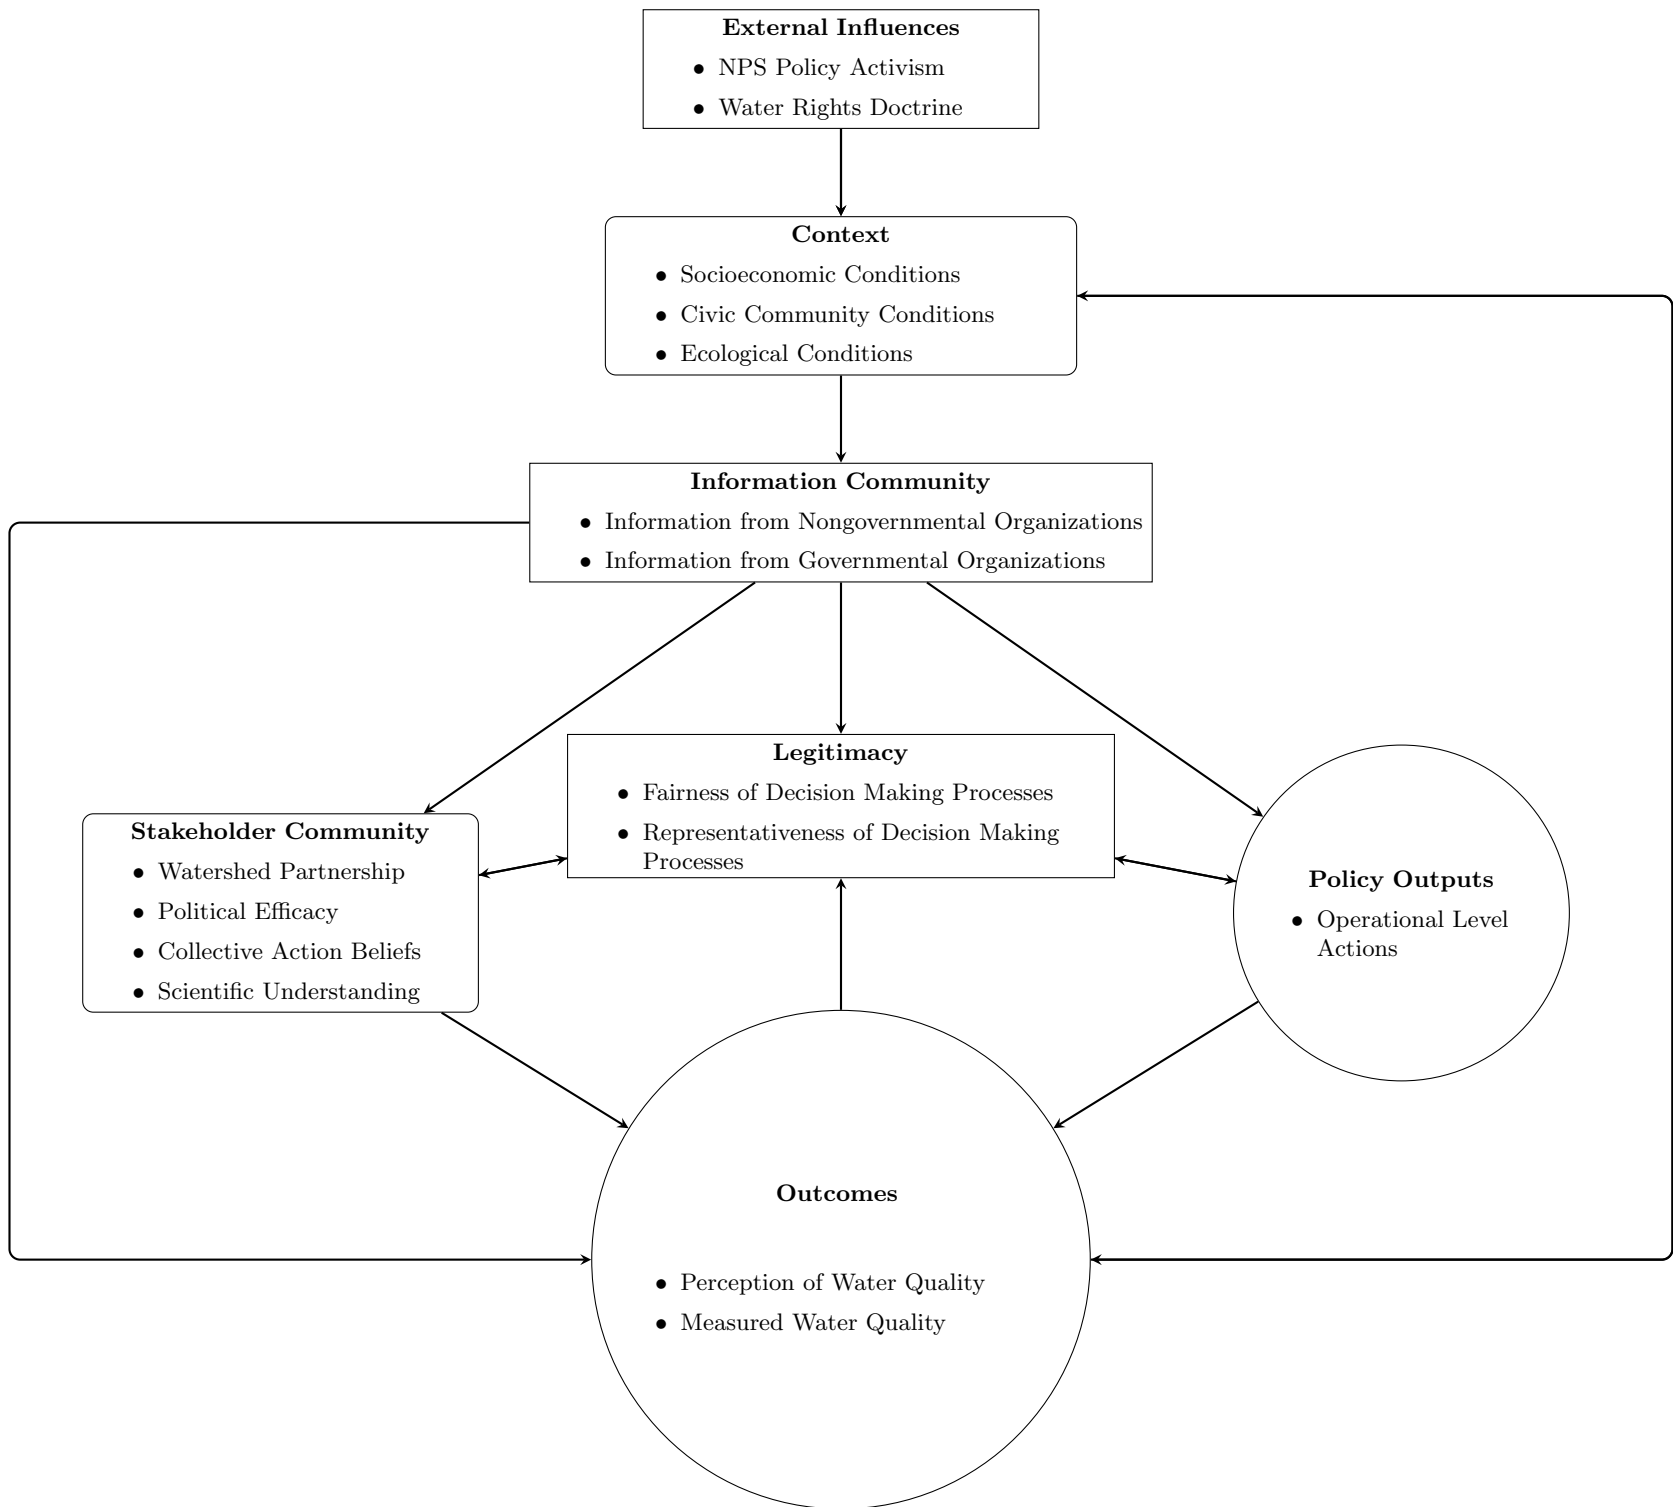 External Influences
• NPS Policy Activism
• Water Rights Doctrine
Context
• Socioeconomic Conditions
• Civic Community Conditions
• Ecological Conditions
Information Community
• Information from Nongovernmental Organizations
• Information from Governmental Organizations
Legitimacy
• Fairness of Decision Making Processes
• Representativeness of Decision Making
Processes
Stakeholder Community
• Watershed Partnership
• Political Efficacy
• Collective Action Beliefs
• Scientific Understanding
Policy Outputs
• Operational Level
Actions
Outcomes
• Perception of Water Quality
• Measured Water Quality